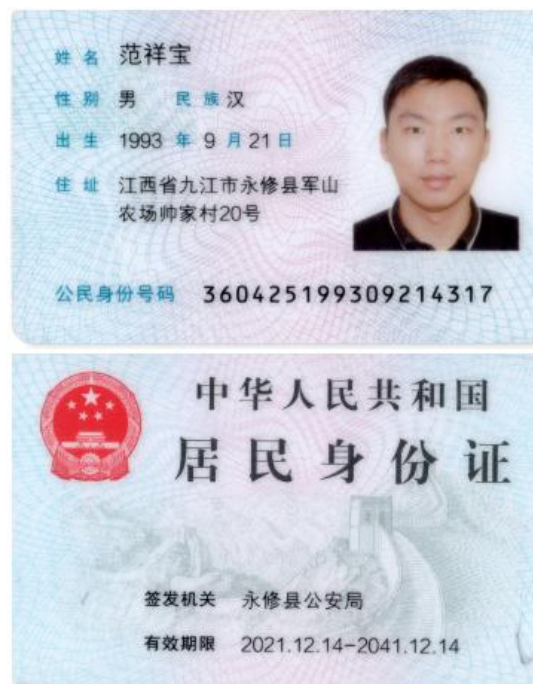 姓名 范祥宝
性别 男 民族 汉
出生 1993 年 9 月 21 日
住址 江西省九江市永修县军山
农场帅家村20号
公民身份号码 360425199309214317
中华人民共和国
居民身份证
签发机关 永修县公安局
有效期限 2021.12.14-2041.12.14